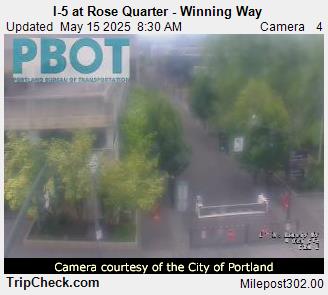 I-5 at Rose Quarter - Winning Way
Updated May 15 2025 8:30 AM Camera 4
PBOT
PORTLAND BUREAU OF TRANSPORTATION
Camera courtesy of the City of Portland
TripCheck.com Milepost302.00